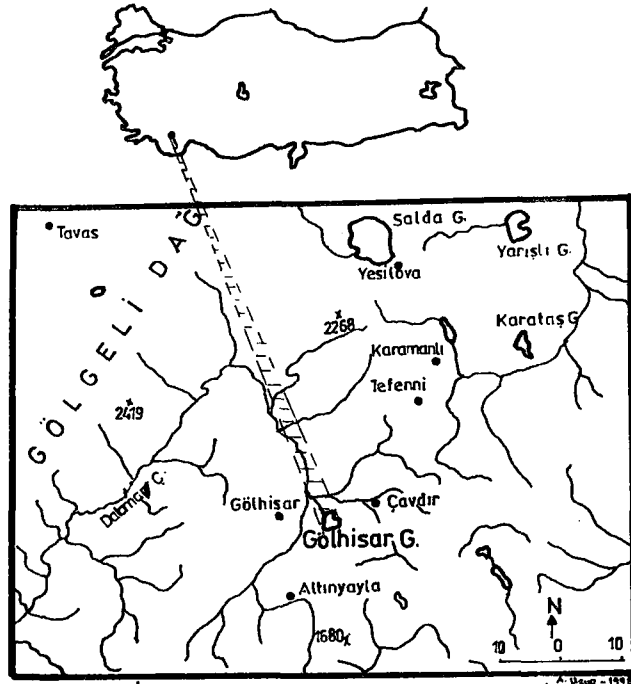 Tavas
Salda G.
Yeşilova
Yarışlı G.
GÖLGELİ DAĞ
2268
Karataş G
Karamanlı
Tefenni
2419
Dalaman Ç.
Gölhisar
Çavdır
Gölhisar G.
Altınyayla
1680
N
10 0 10